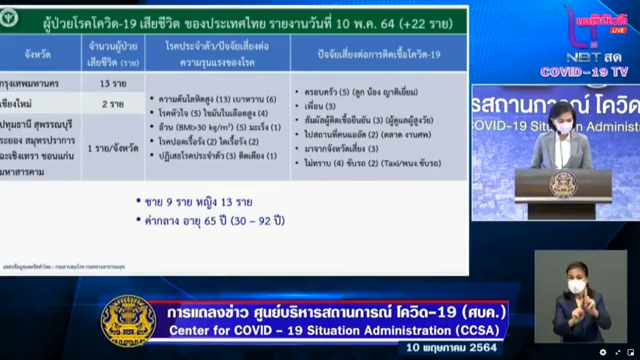 ผู้ป่วยโรคโควิด-19 เสียชีวิต ของประเทศไทย รายงานวันที่ 10 พ.ค. 64 (+22 ราย)
จังหวัด
จำนวนผู้ป่วย
เสียชีวิต (ราย)
โรคประจำตัว/ปัจจัยเสี่ยงต่อ
ความรุนแรงของโรค
ปัจจัยเสี่ยงต่อการติดเชื้อโควิด-19
กรุงเทพมหานคร
13 ราย
เชียงใหม่
2 ราย
ปทุมธานี สุพรรณบุรี
ระยอง สมุทรปราการ
ฉะเชิงเทรา ขอนแก่น
มหาสารคาม
1 ราย/จังหวัด
• ความดันโลหิตสูง (13) เบาหวาน (6)
• โรคหัวใจ (5) ไขมันในเลือดสูง (4)
• อ้วน (BMI>30 kg/m²) (5) มะเร็ง (1)
• โรคปอดเรื้อรัง (2) ไตเรื้อรัง (2)
• ปฏิเสธโรคประจำตัว (3) ติดเตียง (1)
• ครอบครัว (5) (ลูก น้อง ญาติเยี่ยม)
• เพื่อน (3)
• สัมผัสผู้ติดเชื้อยืนยัน (3) (ผู้ดูแลผู้สูงวัย)
• ไปสถานที่คนแออัด (2) (ตลาด งานศพ)
• มาจากจังหวัดเสี่ยง (3)
• ไม่ทราบ (4) ขับรถ (2) (Taxi/พนง.ขับรถ)
• ชาย 9 ราย หญิง 13 ราย
• ค่ากลาง อายุ 65 ปี (30 – 92 ปี)
LIVE
NBT สด
COVID-19 TV
ารสถานการณ์ โควิด-19
COVID-19 Situation Administra
การแถลงข่าว ศูนย์บริหารสถานการณ์ โควิด-19 (ศบค.)
Center for COVID - 19 Situation Administration (CCSA)
10 พฤษภาคม 2564